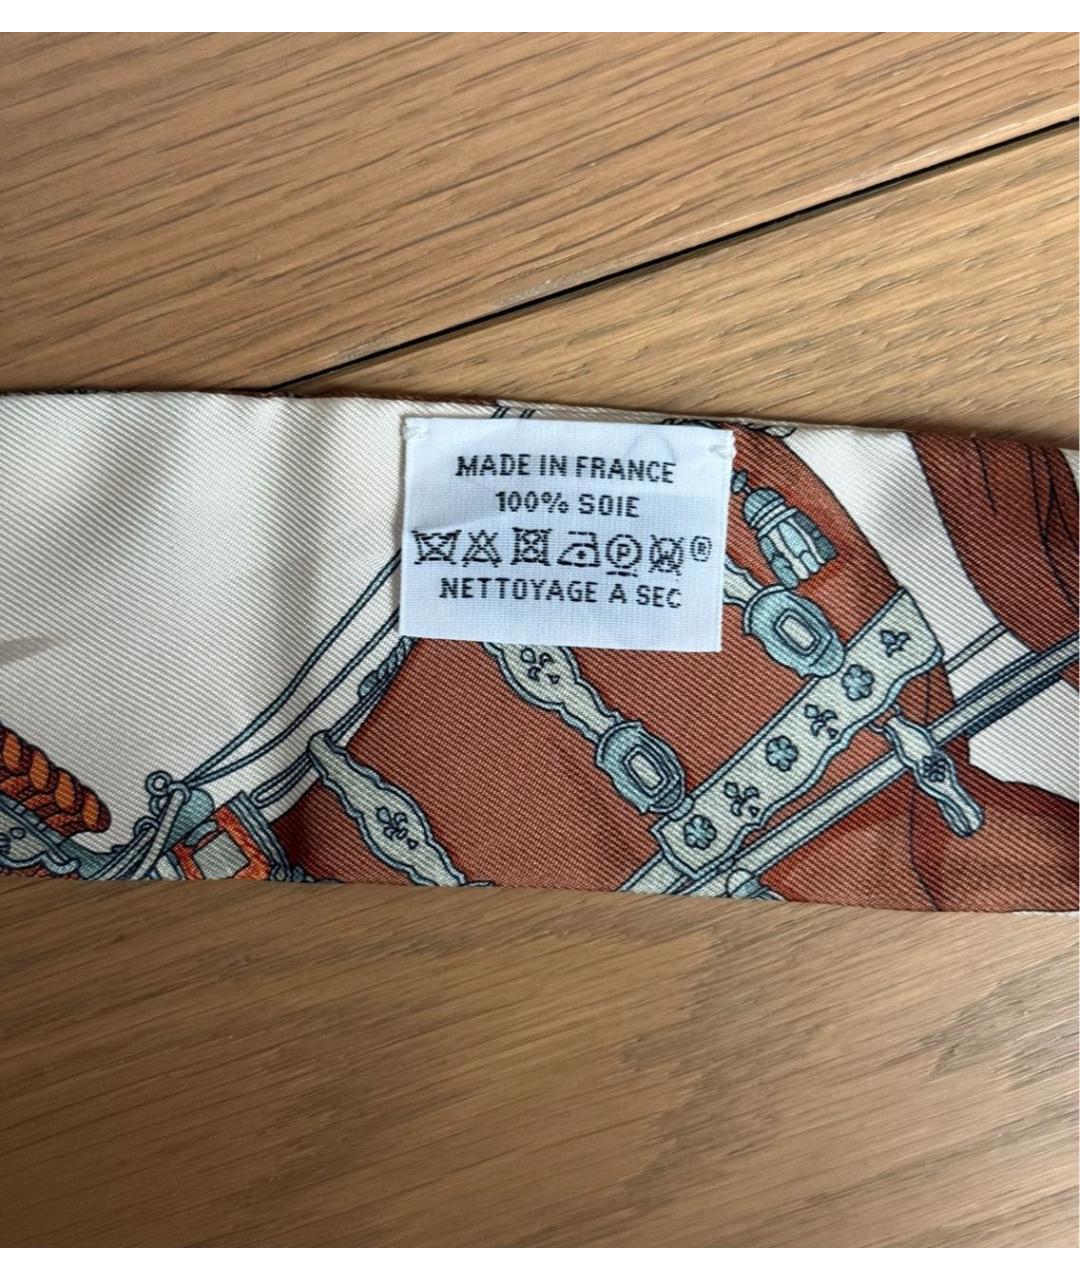 MADE IN FRANCE
100% SOIE
P W ®
NETTOYAGE A SEC